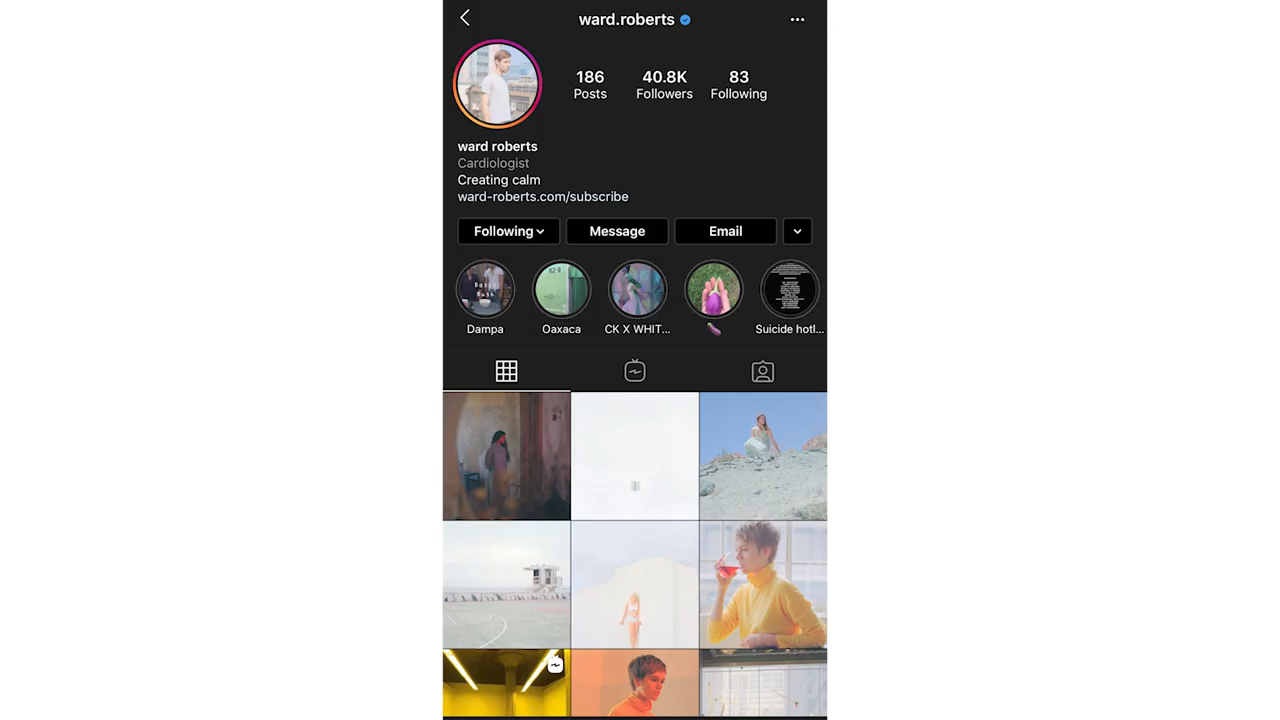 ward.roberts
186 40.8K 83
Posts Followers Following
ward roberts
Cardiologist
Creating calm
ward-roberts.com/subscribe
Following Message Email
Dampa Oaxaca CK X WHIT... 🍆 Suicide hotl...